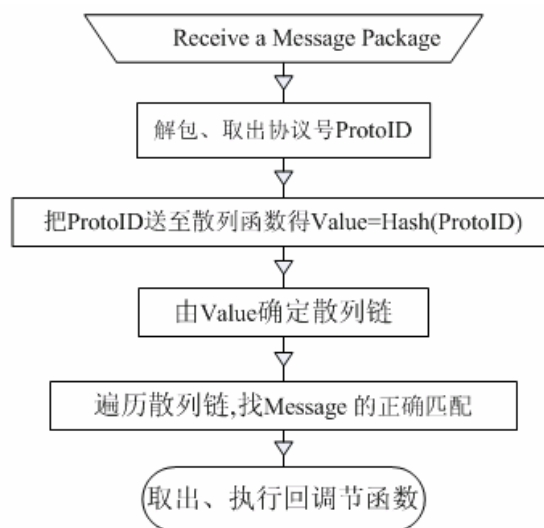 Receive a Message Package
解包、取出协议号ProtoID
把ProtoID送至散列函数得Value=Hash(ProtoID)
由Value确定散列链
遍历散列链,找Message 的正确匹配
取出、执行回调节函数